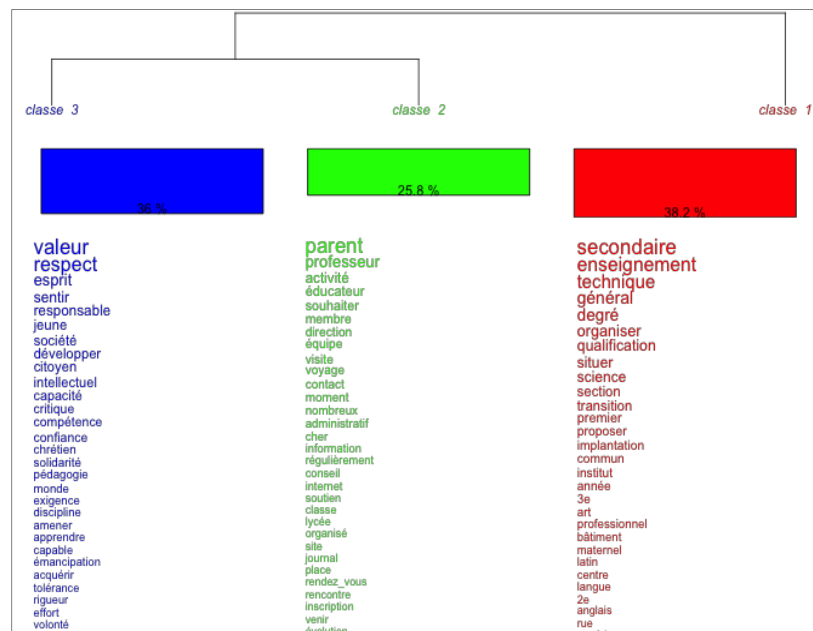 classe 3
classe 2
classe 1
36 %
25.8 %
38.2 %
valeur
respect
esprit
sentir
responsable
jeune
société
développer
citoyen
intellectuel
capacité
critique
compétence
confiance
chrétien
solidarité
pédagogie
monde
exigence
discipline
amener
apprendre
capable
émancipation
acquérir
tolérance
rigueur
effort
volonté
parent
professeur
activité
éducateur
souhaiter
membre
direction
équipe
visite
voyage
contact
moment
nombreux
administratif
cher
information
régulièrement
conseil
internet
soutien
classe
lycée
organisé
site
journal
place
rendez_vous
rencontre
inscription
venir
évolution
secondaire
enseignement
technique
général
degré
organiser
qualification
situer
science
section
transition
premier
proposer
implantation
commun
institut
année
3e
art
professionnel
bâtiment
maternel
latin
centre
langue
2e
anglais
rue